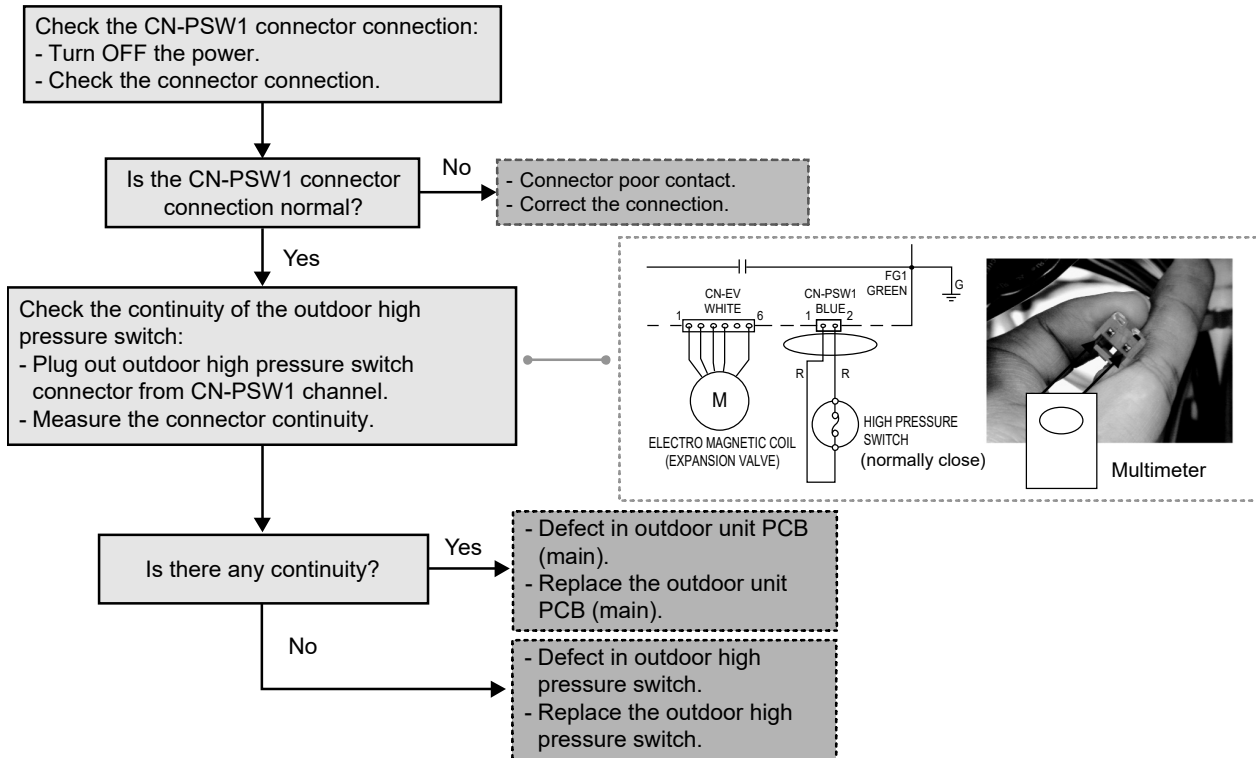 Check the CN-PSW1 connector connection:
- Turn OFF the power.
- Check the connector connection.
Is the CN-PSW1 connector
connection normal?
No
- Connector poor contact.
- Correct the connection.
Yes
Check the continuity of the outdoor high
pressure switch:
- Plug out outdoor high pressure switch
connector from CN-PSW1 channel.
- Measure the connector continuity.
FG1
GREEN
G
CN-EV
WHITE
1
6
CN-PSW1
BLUE
1
2
R
R
M
ELECTRO MAGNETIC COIL
(EXPANSION VALVE)
HIGH PRESSURE
SWITCH
(normally close)
Multimeter
Is there any continuity?
Yes
- Defect in outdoor unit PCB
(main).
- Replace the outdoor unit
PCB (main).
No
- Defect in outdoor high
pressure switch.
- Replace the outdoor high
pressure switch.